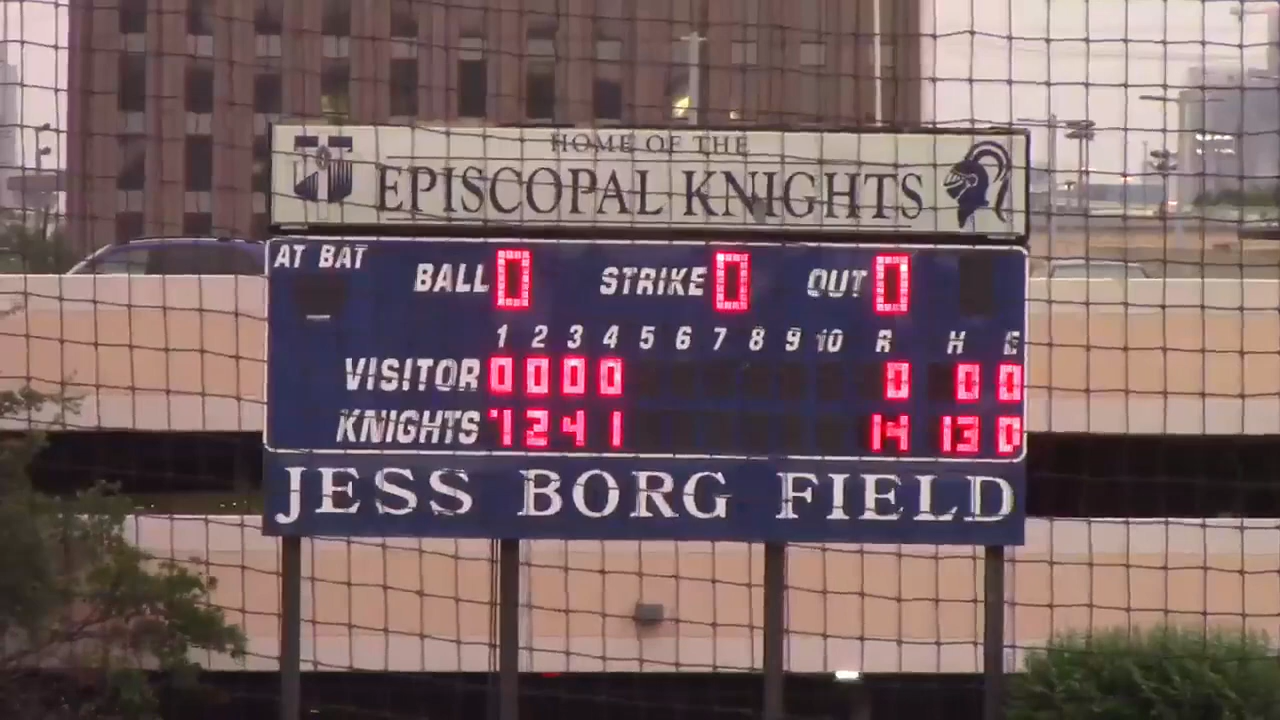 HOME OF THE
EPISCOPAL KNIGHTS
AT BAT
BALL 0 STRIKE 0 OUT 0
1 2 3 4 5 6 7 8 9 10 R H E
VISITOR 0 0 0 0 0 0 0
KNIGHTS 7 2 4 1 14 13 0
JESS BORG FIELD